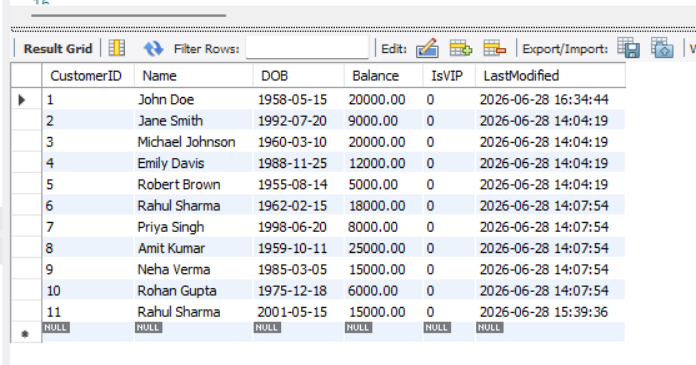 Result Grid Filter Rows: Edit: Export/Import:
CustomerID Name DOB Balance IsVIP LastModified
1 John Doe 1958-05-15 20000.00 0 2026-06-28 16:34:44
2 Jane Smith 1992-07-20 9000.00 0 2026-06-28 14:04:19
3 Michael Johnson 1960-03-10 20000.00 0 2026-06-28 14:04:19
4 Emily Davis 1988-11-25 12000.00 0 2026-06-28 14:04:19
5 Robert Brown 1955-08-14 5000.00 0 2026-06-28 14:04:19
6 Rahul Sharma 1962-02-15 18000.00 0 2026-06-28 14:07:54
7 Priya Singh 1998-06-20 8000.00 0 2026-06-28 14:07:54
8 Amit Kumar 1959-10-11 25000.00 0 2026-06-28 14:07:54
9 Neha Verma 1985-03-05 15000.00 0 2026-06-28 14:07:54
10 Rohan Gupta 1975-12-18 6000.00 0 2026-06-28 14:07:54
11 Rahul Sharma 2001-05-15 15000.00 0 2026-06-28 15:39:36
NULL NULL NULL NULL NULL NULL